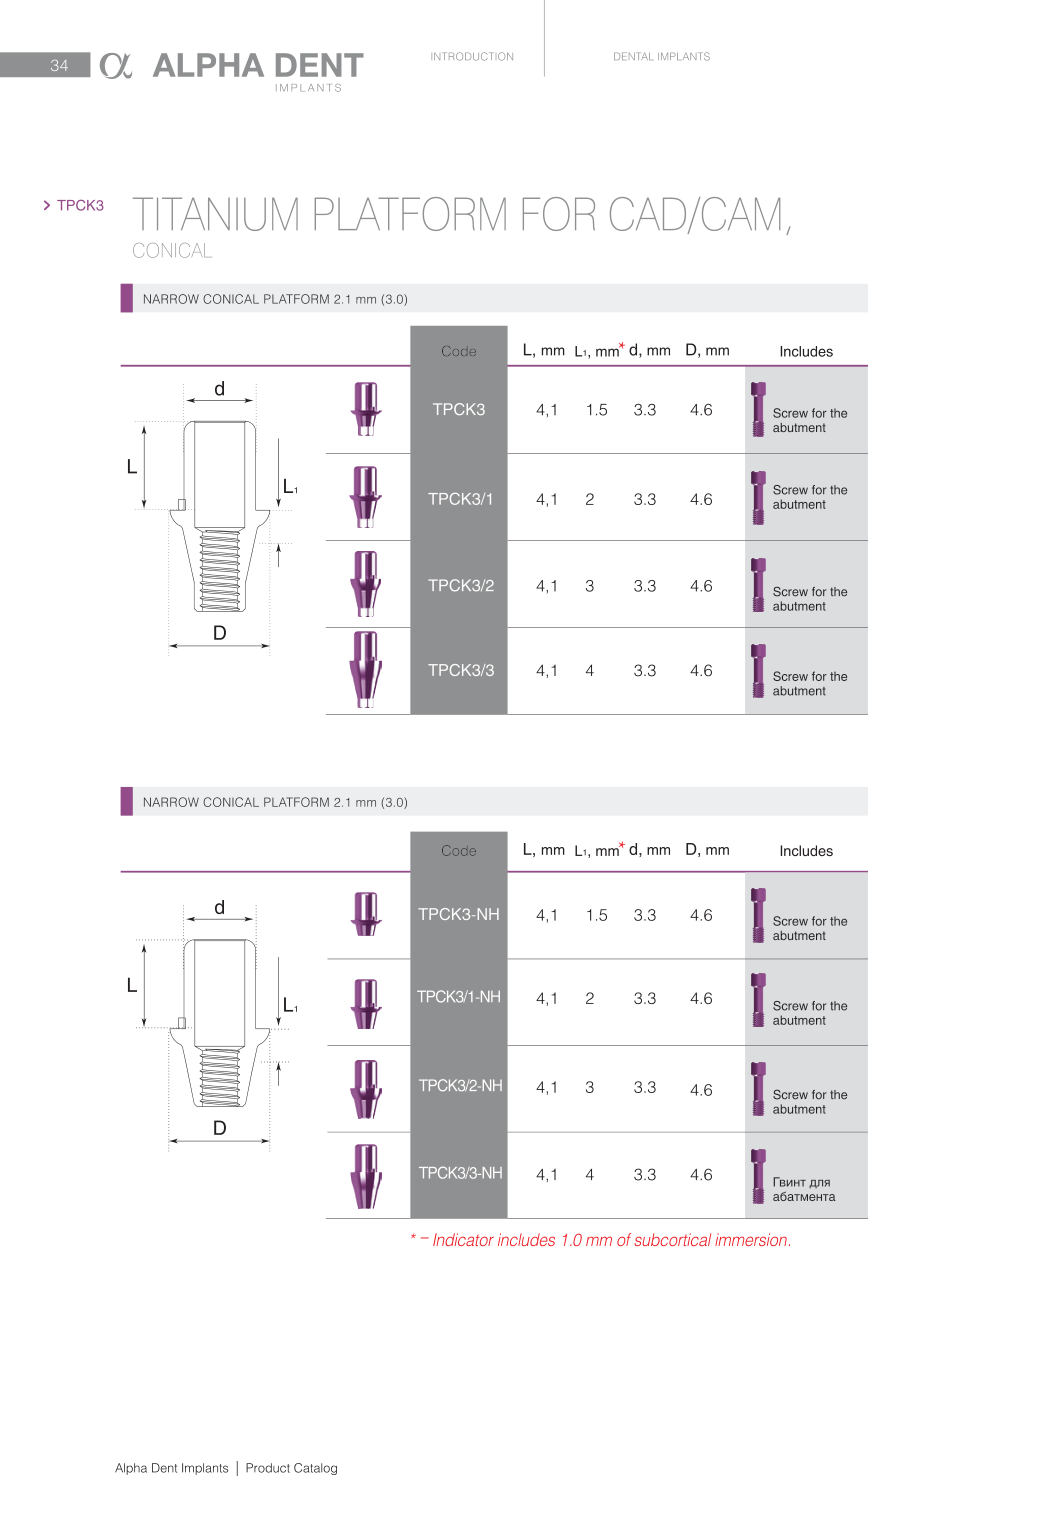 34
ALPHA DENT
IMPLANTS
INTRODUCTION
DENTAL IMPLANTS
TPCK3
TITANIUM PLATFORM FOR CAD/CAM,
CONICAL
NARROW CONICAL PLATFORM 2.1 mm (3.0)
Code L, mm L1, mm* d, mm D, mm Includes
d
L
L1
D
TPCK3 4,1 1.5 3.3 4.6 Screw for the
abutment
TPCK3/1 4,1 2 3.3 4.6 Screw for the
abutment
TPCK3/2 4,1 3 3.3 4.6 Screw for the
abutment
TPCK3/3 4,1 4 3.3 4.6 Screw for the
abutment
NARROW CONICAL PLATFORM 2.1 mm (3.0)
Code L, mm L1, mm* d, mm D, mm Includes
d
L
L1
D
TPCK3-NH 4,1 1.5 3.3 4.6 Screw for the
abutment
TPCK3/1-NH 4,1 2 3.3 4.6 Screw for the
abutment
TPCK3/2-NH 4,1 3 3.3 4.6 Screw for the
abutment
TPCK3/3-NH 4,1 4 3.3 4.6 Гвинт для
абатмента
* – Indicator includes 1.0 mm of subcortical immersion.
Alpha Dent Implants | Product Catalog